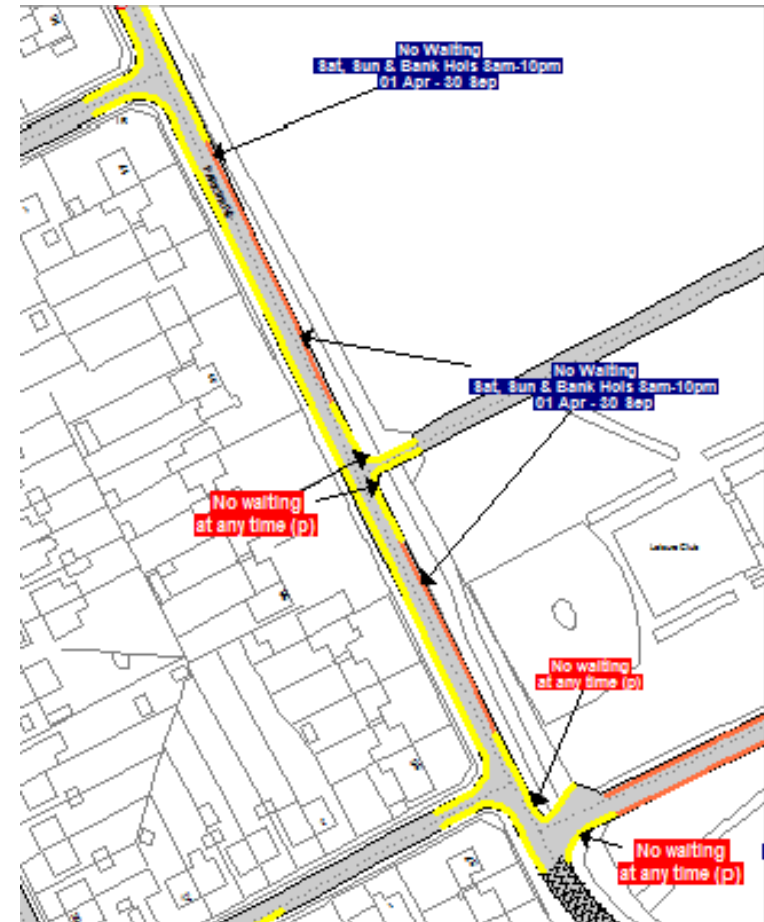 No Waiting
Sat, Sun & Bank Hols 8am-10pm
01 Apr - 30 Sep
No Waiting
Sat, Sun & Bank Hols 8am-10pm
01 Apr - 30 Sep
No waiting
at any time (p)
Leisure Club
No waiting
at any time (p)
No waiting
at any time (p)